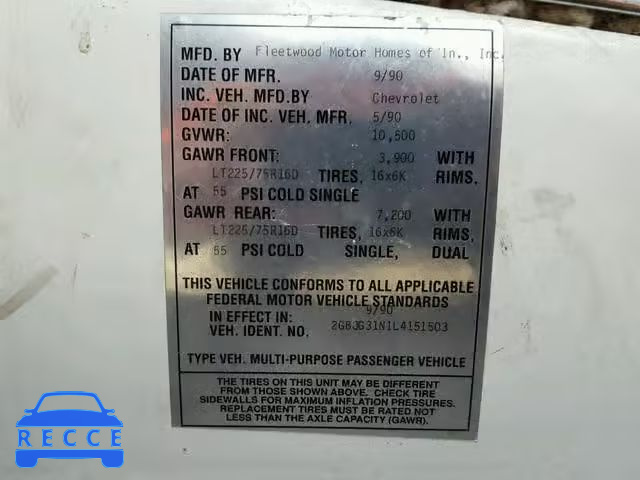 MFD. BY Fleetwood Motor Homes of In., Inc.
DATE OF MFR. 9/90
INC. VEH. MFD.BY Chevrolet
DATE OF INC. VEH. MFR. 5/90
GVWR: 10,500
GAWR FRONT: 3,900 WITH
LT225/75R16D TIRES, 16x6K RIMS,
AT 55 PSI COLD SINGLE
GAWR REAR: 7,200 WITH
LT225/75R16D TIRES, 16x6K RIMS,
AT 55 PSI COLD SINGLE, DUAL
THIS VEHICLE CONFORMS TO ALL APPLICABLE
FEDERAL MOTOR VEHICLE STANDARDS
IN EFFECT IN: 9/90
VEH. IDENT. NO. 2GBJG31N1L4151503
TYPE VEH. MULTI-PURPOSE PASSENGER VEHICLE
THE TIRES ON THIS UNIT MAY BE DIFFERENT
FROM THOSE SHOWN ABOVE. CHECK TIRE
SIDEWALLS FOR MAXIMUM INFLATION PRESSURES.
REPLACEMENT TIRES MUST BE RATED NOT
LESS THAN THE AXLE CAPACITY (GAWR).
RECCE